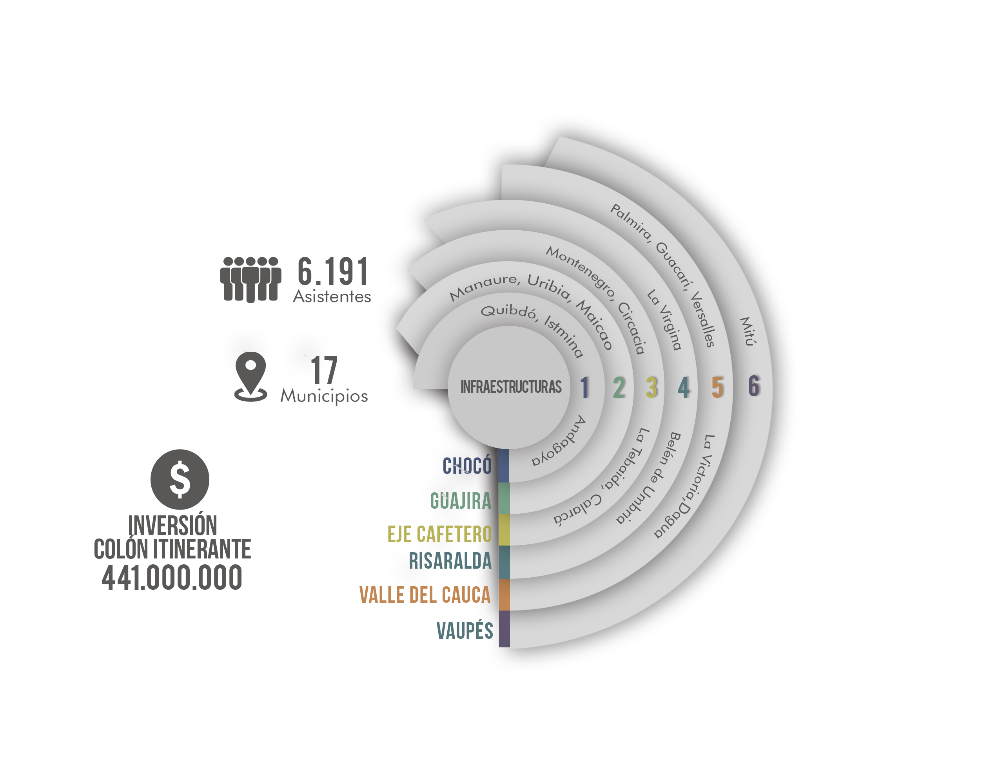 6.191
Asistentes
17
Municipios
INVERSIÓN
COLÓN ITINERANTE
441.000.000
INFRAESTRUCTURAS
1
2
3
4
5
6
Quibdó, Istmina
Andagoya
Manaure, Uribia, Maicao
Montenegro, Circacia
La Tebaida, Calarcá
La Virgina
Belén de Umbria
Palmira, Guacarí, Versalles
La Victoria,Dagua
Mitú
CHOCÓ
GUAJIRA
EJE CAFETERO
RISARALDA
VALLE DEL CAUCA
VAUPÉS